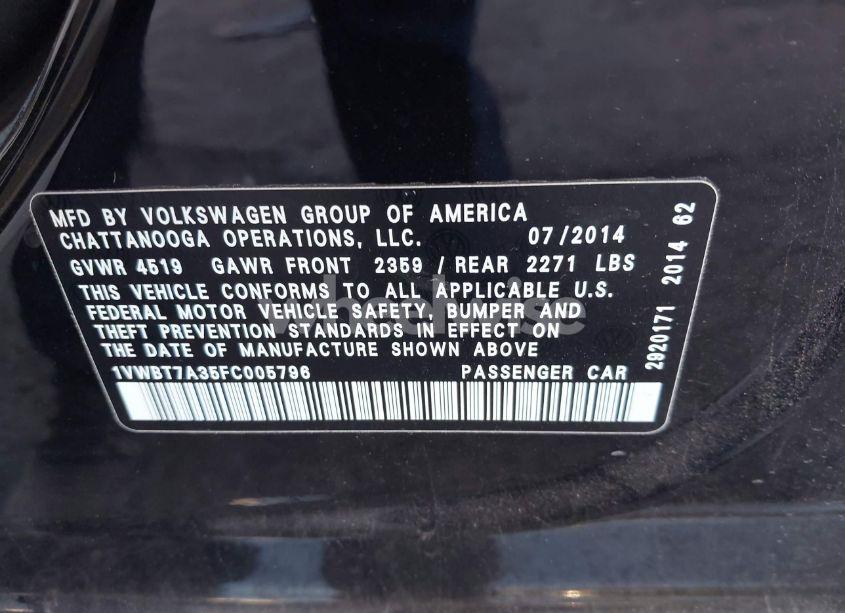 MFD BY VOLKSWAGEN GROUP OF AMERICA
CHATTANOOGA OPERATIONS, LLC. 07/2014
GVWR 4519 GAWR FRONT 2359 / REAR 2271 LBS
THIS VEHICLE CONFORMS TO ALL APPLICABLE U.S.
FEDERAL MOTOR VEHICLE SAFETY, BUMPER AND
THEFT PREVENTION STANDARDS IN EFFECT ON
THE DATE OF MANUFACTURE SHOWN ABOVE
1VWBT7A35FC005796 PASSENGER CAR
2920171 2014 62